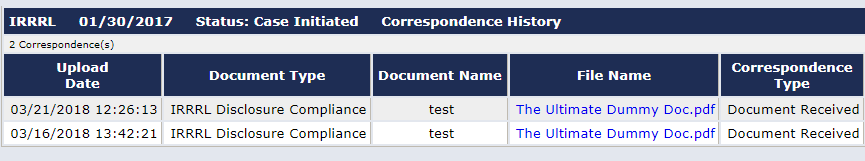 IRRRL 01/30/2017 Status: Case Initiated Correspondence History
2 Correspondence(s)
Upload Date Document Type Document Name File Name Correspondence Type
03/21/2018 12:26:13 IRRRL Disclosure Compliance test The Ultimate Dummy Doc.pdf Document Received
03/16/2018 13:42:21 IRRRL Disclosure Compliance test The Ultimate Dummy Doc.pdf Document Received